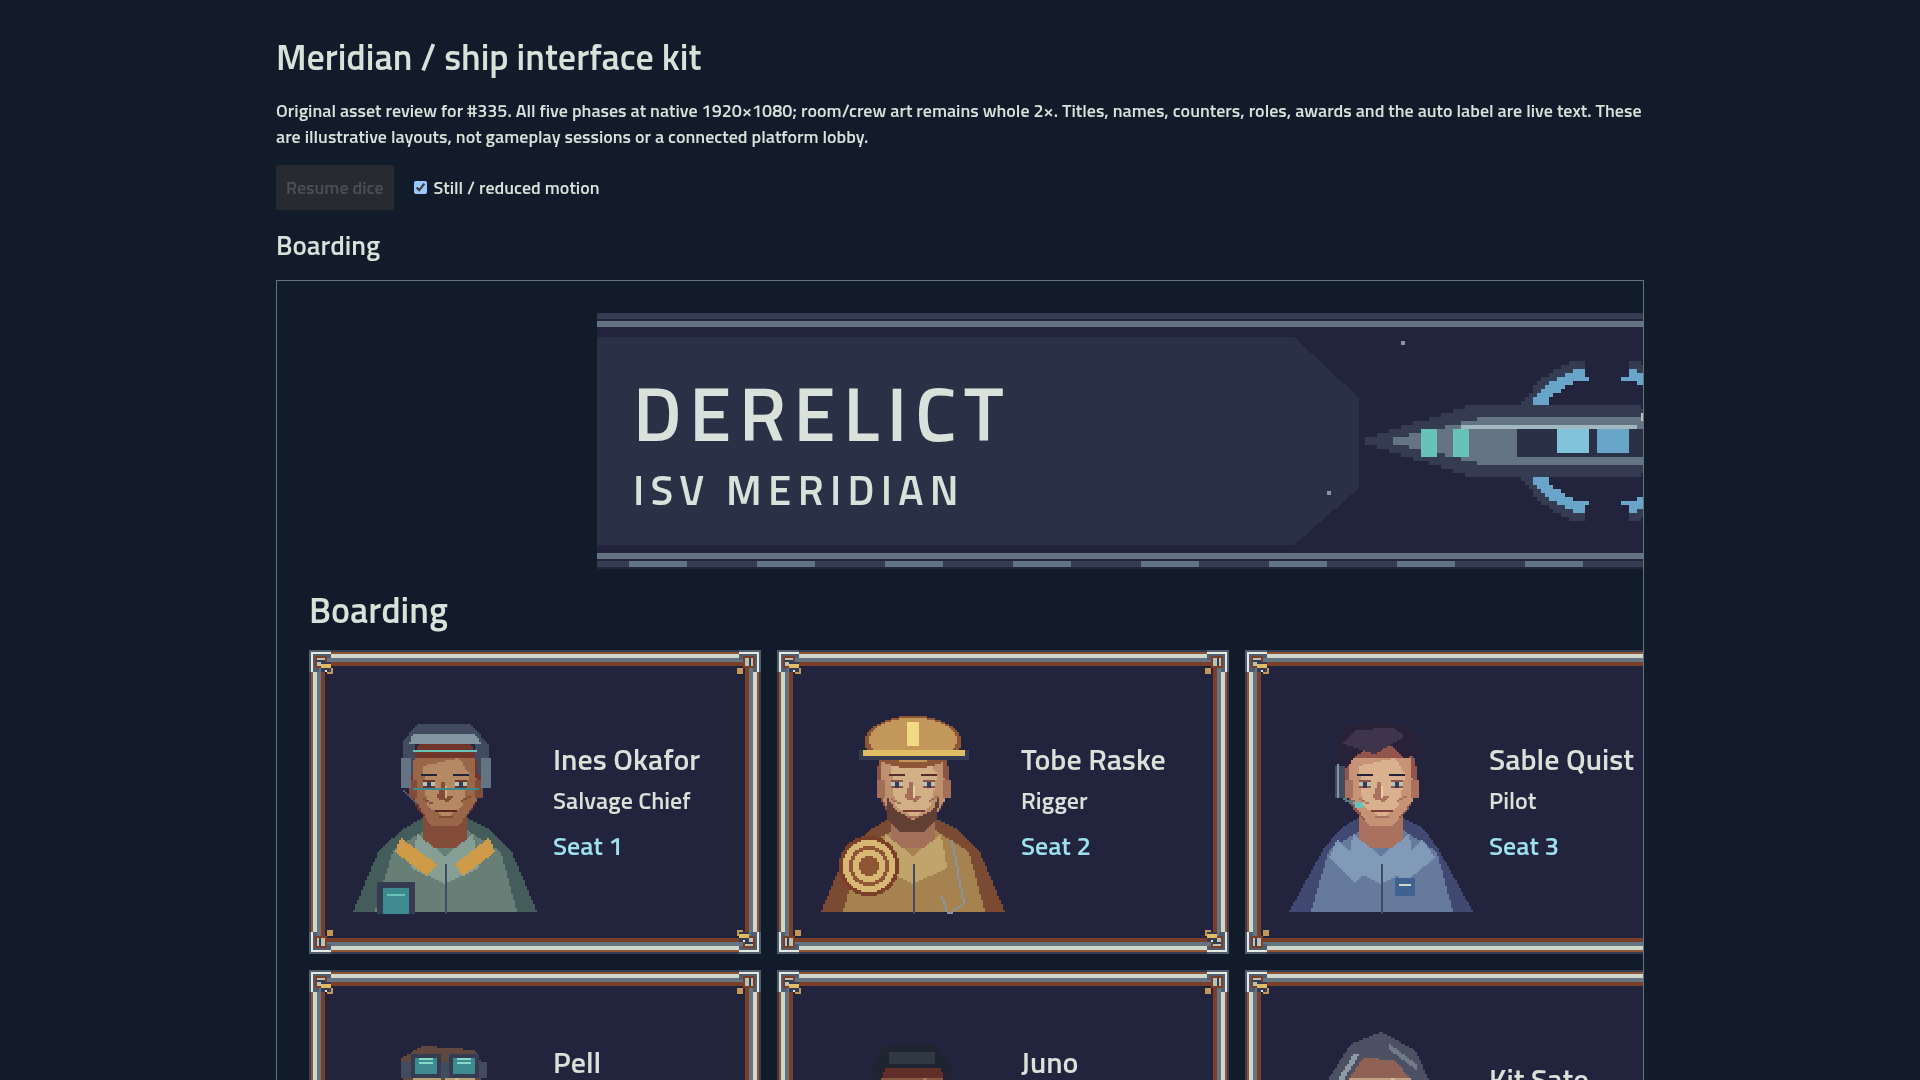 Meridian / ship interface kit
Original asset review for #335. All five phases at native 1920×1080; room/crew art remains whole 2×. Titles, names, counters, roles, awards and the auto label are live text. These
are illustrative layouts, not gameplay sessions or a connected platform lobby.
Resume dice
Still / reduced motion
Boarding
DERELICT
ISV MERIDIAN
Boarding
Ines Okafor
Salvage Chief
Seat 1
Tobe Raske
Rigger
Seat 2
Sable Quist
Pilot
Seat 3
Pell
Juno
Kit Sato